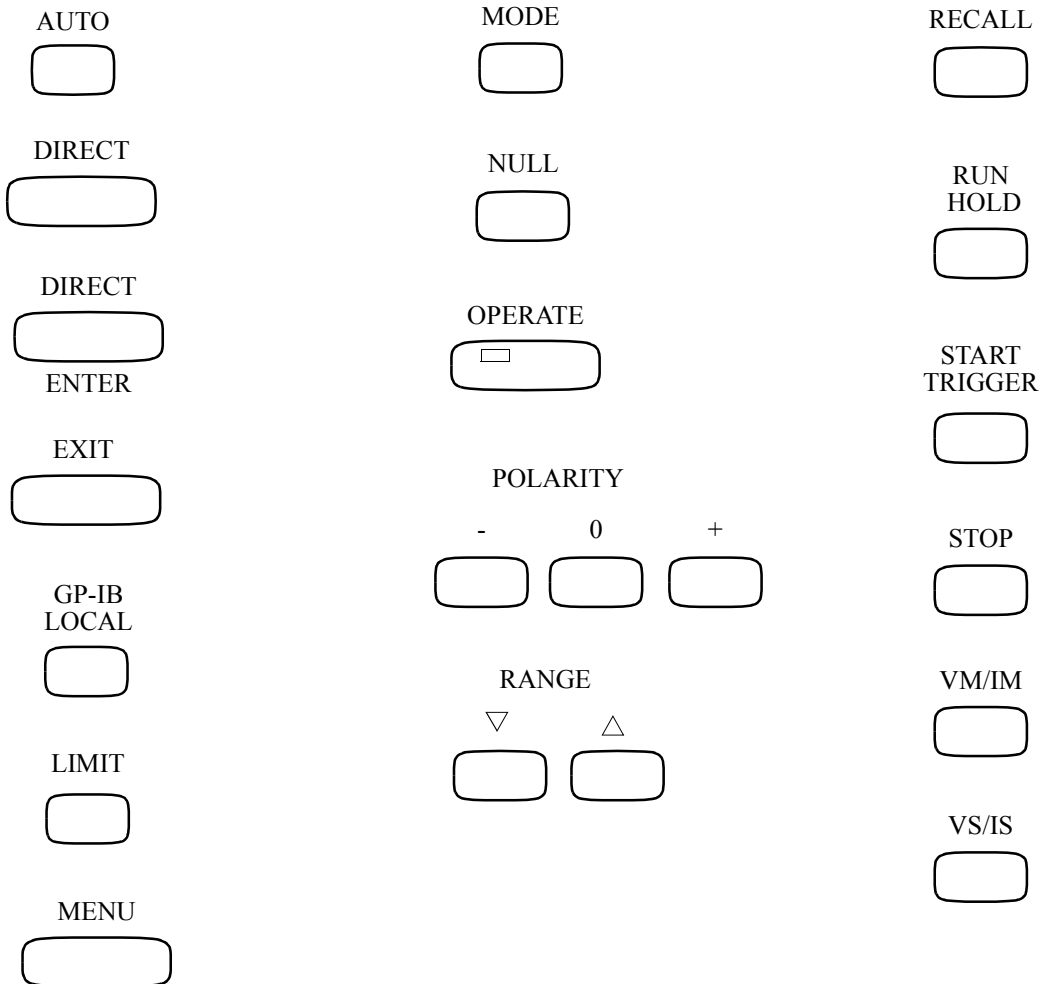 AUTO
DIRECT
DIRECT
ENTER
EXIT
GP-IB
LOCAL
LIMIT
MENU
MODE
NULL
OPERATE
POLARITY
- 0 +
RANGE
RECALL
RUN
HOLD
START
TRIGGER
STOP
VM/IM
VS/IS